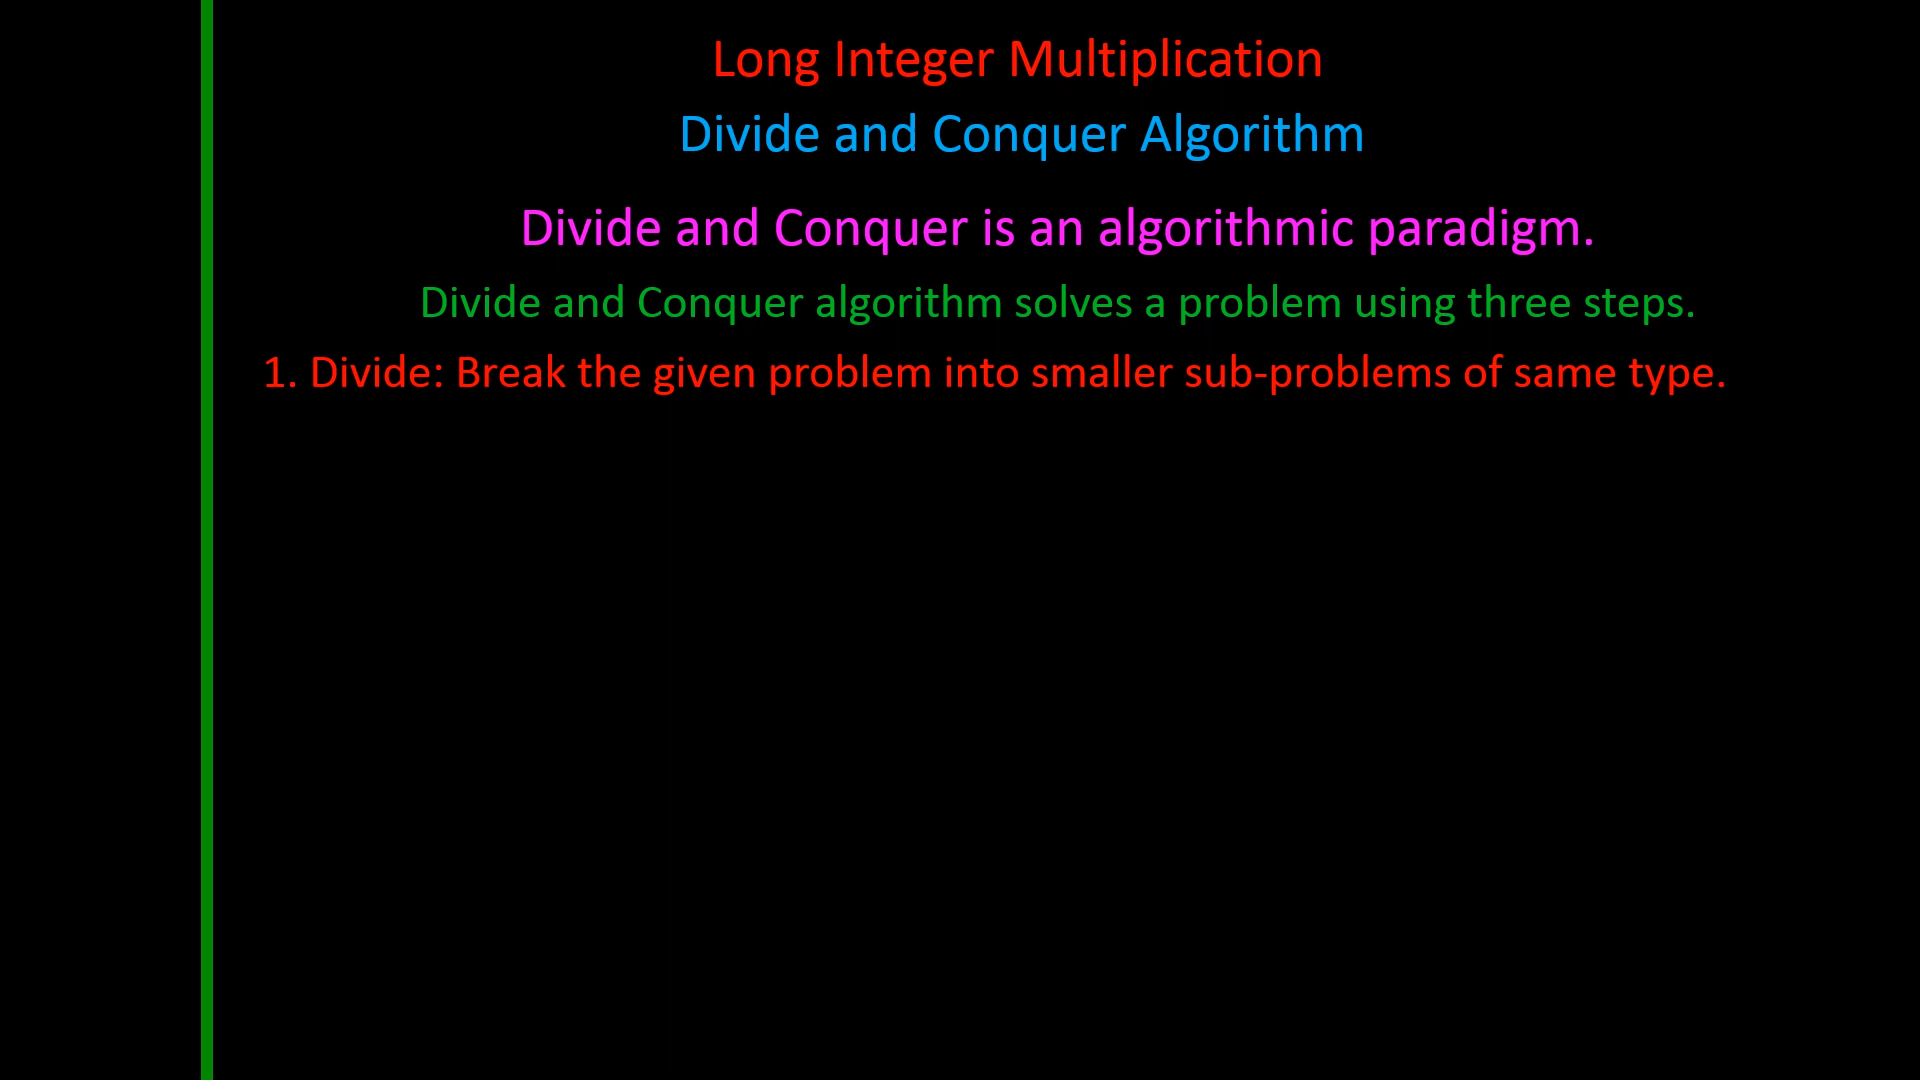 Long Integer Multiplication
Divide and Conquer Algorithm
Divide and Conquer is an algorithmic paradigm.
Divide and Conquer algorithm solves a problem using three steps.
1. Divide: Break the given problem into smaller sub-problems of same type.